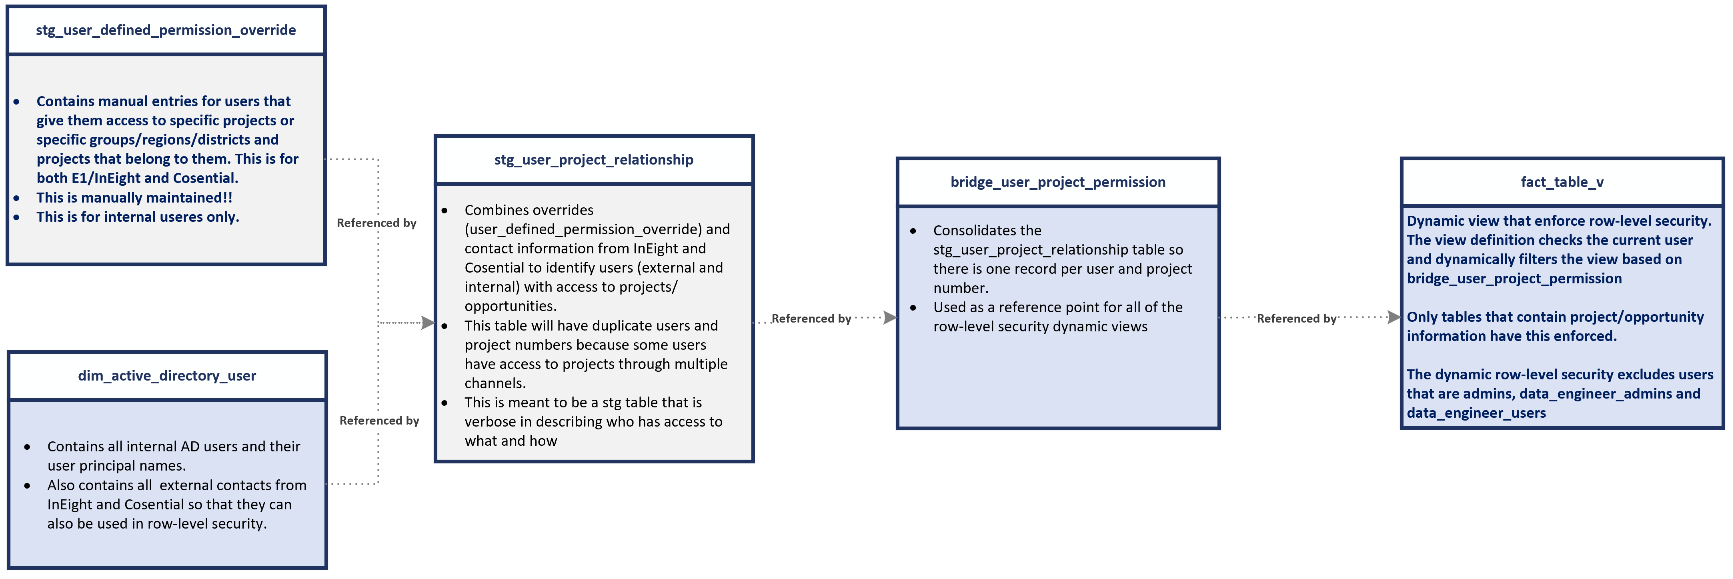 stg_user_defined_permission_override
• Contains manual entries for users that
give them access to specific projects or
specific groups/regions/districts and
projects that belong to them. This is for
both E1/InEight and Cosential.
• This is manually maintained!!
• This is for internal useres only.
Referenced by
dim_active_directory_user
• Contains all internal AD users and their
user principal names.
• Also contains all external contacts from
InEight and Cosential so that they can
also be used in row-level security.
Referenced by
stg_user_project_relationship
• Combines overrides
(user_defined_permission_override) and
contact information from InEight and
Cosential to identify users (external and
internal) with access to projects/
opportunities.
• This table will have duplicate users and
project numbers because some users
have access to projects through multiple
channels.
• This is meant to be a stg table that is
verbose in describing who has access to
what and how
Referenced by
bridge_user_project_permission
• Consolidates the
stg_user_project_relationship table so
there is one record per user and project
number.
• Used as a reference point for all of the
row-level security dynamic views
Referenced by
fact_table_v
Dynamic view that enforce row-level security.
The view definition checks the current user
and dynamically filters the view based on
bridge_user_project_permission
Only tables that contain project/opportunity
information have this enforced.
The dynamic row-level security excludes users
that are admins, data_engineer_admins and
data_engineer_users